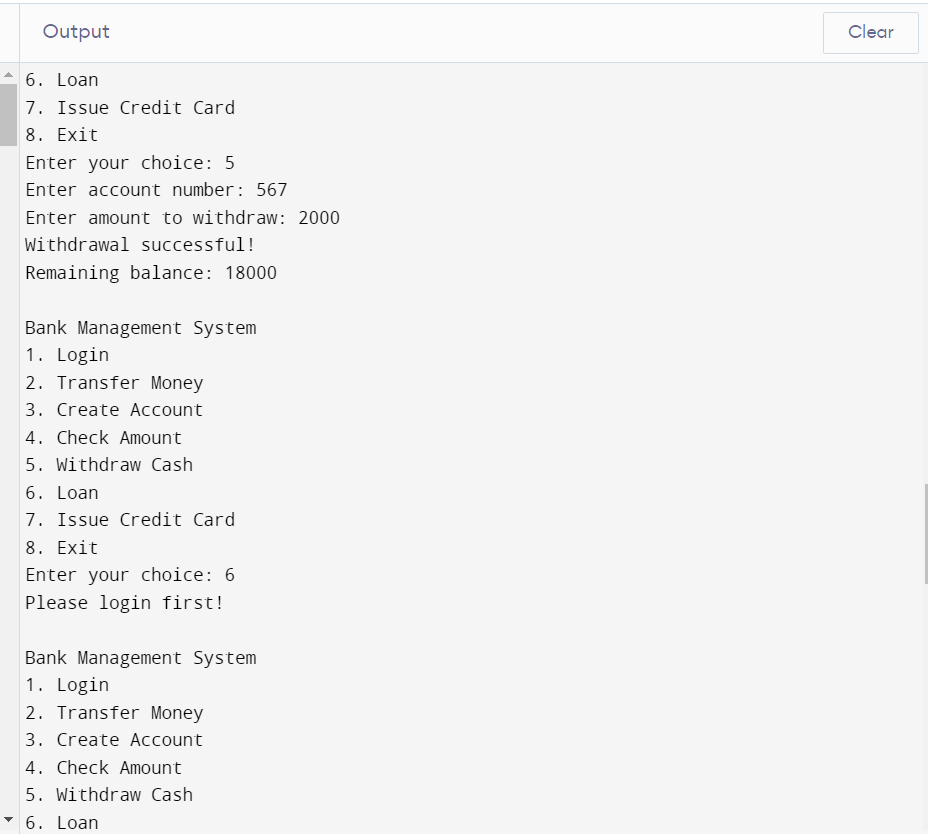 Output
Clear
6. Loan
7. Issue Credit Card
8. Exit
Enter your choice: 5
Enter account number: 567
Enter amount to withdraw: 2000
Withdrawal successful!
Remaining balance: 18000
Bank Management System
1. Login
2. Transfer Money
3. Create Account
4. Check Amount
5. Withdraw Cash
6. Loan
7. Issue Credit Card
8. Exit
Enter your choice: 6
Please login first!
Bank Management System
1. Login
2. Transfer Money
3. Create Account
4. Check Amount
5. Withdraw Cash
6. Loan